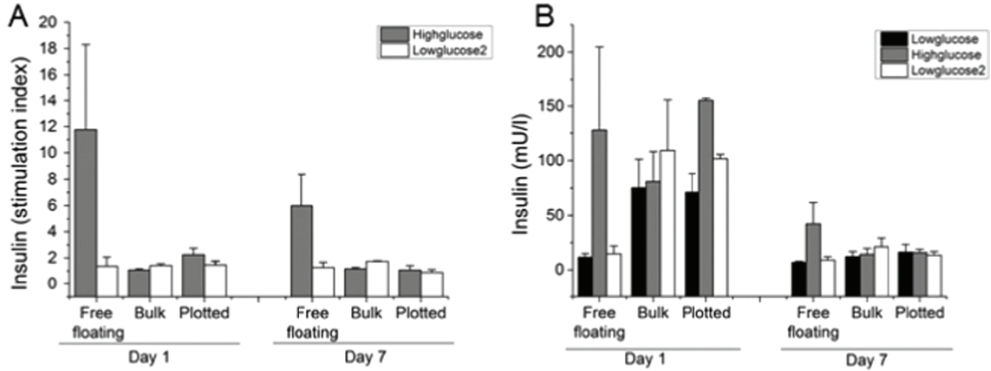 A
Insulin (stimulation index)
20
18
16
14
12
10
8
6
4
2
0
Highglucose
Lowglucose2
Free
floating
Bulk
Plotted
Day 1
Free
floating
Bulk
Plotted
Day 7
B
Insulin (mU/l)
200
150
100
50
0
Lowglucose
Highglucose
Lowglucose2
Free
floating
Bulk
Plotted
Day 1
Free
floating
Bulk
Plotted
Day 7